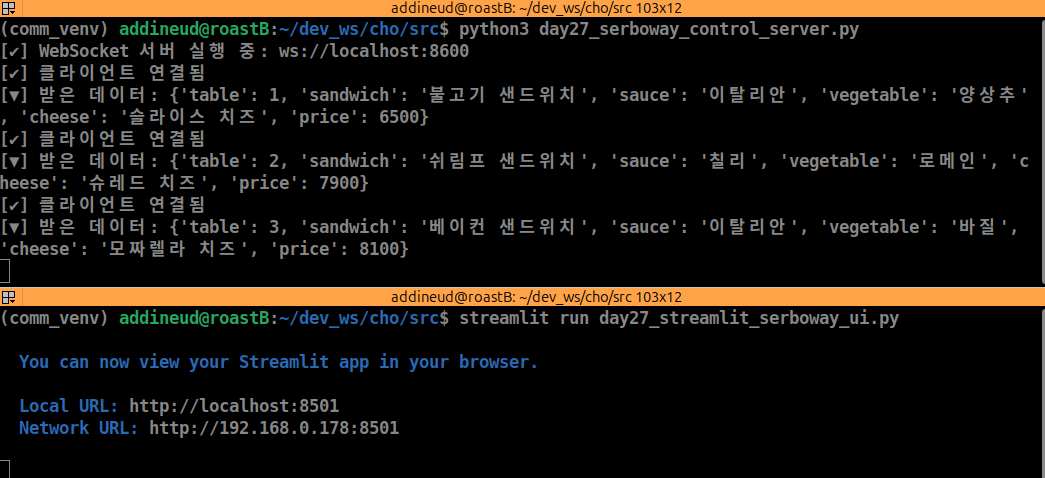 addineud@roastB: ~/dev_ws/cho/src 103x12
(comm_venv) addineud@roastB:~/dev_ws/cho/src$ python3 day27_serboway_control_server.py
[✔] WebSocket 서버 실행 중: ws://localhost:8600
[✔] 클라이언트 연결됨
[▼] 받은 데이터: {'table': 1, 'sandwich': '불고기 샌드위치', 'sauce': '이탈리안', 'vegetable': '양상추'
, 'cheese': '슬라이스 치즈', 'price': 6500}
[✔] 클라이언트 연결됨
[▼] 받은 데이터: {'table': 2, 'sandwich': '쉬림프 샌드위치', 'sauce': '칠리', 'vegetable': '로메인', 'c
heese': '슈레드 치즈', 'price': 7900}
[✔] 클라이언트 연결됨
[▼] 받은 데이터: {'table': 3, 'sandwich': '베이컨 샌드위치', 'sauce': '이탈리안', 'vegetable': '바질',
'cheese': '모짜렐라 치즈', 'price': 8100}
addineud@roastB: ~/dev_ws/cho/src 103x12
(comm_venv) addineud@roastB:~/dev_ws/cho/src$ streamlit run day27_streamlit_serboway_ui.py
You can now view your Streamlit app in your browser.
Local URL: http://localhost:8501
Network URL: http://192.168.0.178:8501